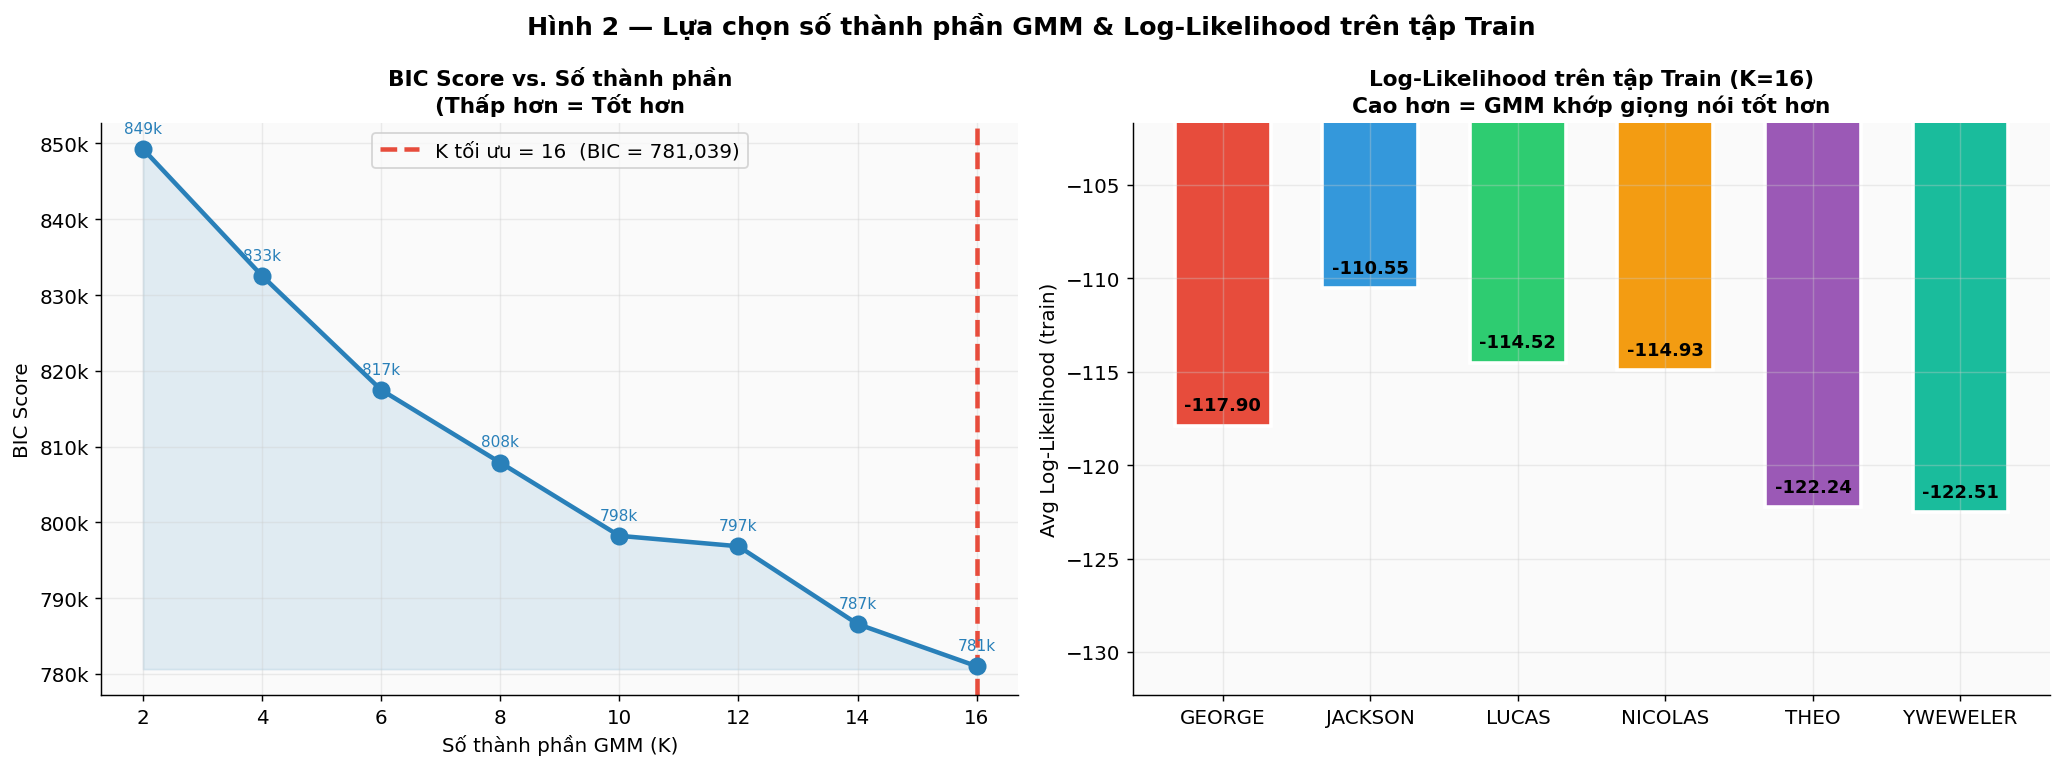 Hình 2 — Lựa chọn số thành phần GMM & Log-Likelihood trên tập Train
BIC Score vs. Số thành phần
(Thấp hơn = Tốt hơn
K tối ưu = 16  (BIC = 781,039)
849k
833k
817k
808k
798k
797k
787k
781k
850k
840k
830k
820k
810k
800k
790k
780k
BIC Score
2 4 6 8 10 12 14 16
Số thành phần GMM (K)
Log-Likelihood trên tập Train (K=16)
Cao hơn = GMM khớp giọng nói tốt hơn
−105
−110
−115
−120
−125
−130
Avg Log-Likelihood (train)
-117.90
-110.55
-114.52
-114.93
-122.24
-122.51
GEORGE JACKSON LUCAS NICOLAS THEO YWEWELER